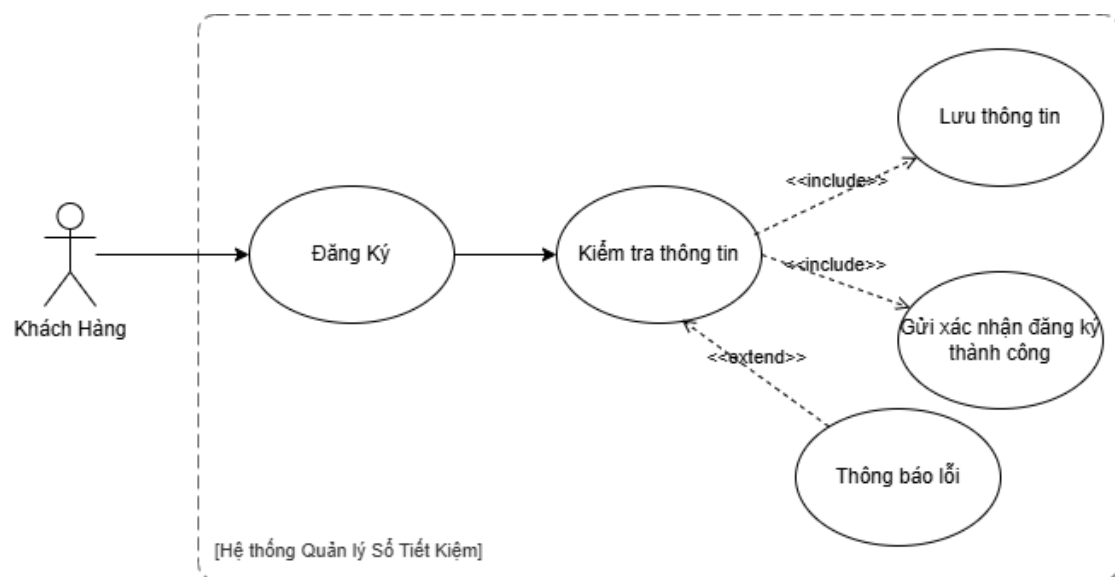 Lưu thông tin
<<include>>
Khách Hàng
Đăng Ký
Kiểm tra thông tin
<<include>>
Gửi xác nhận đăng ký
thành công
<<extend>>
Thông báo lỗi
[Hệ thống Quản lý Sổ Tiết Kiệm]